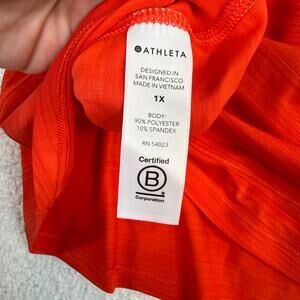 ATHLETA
DESIGNED IN
SAN FRANCISCO
MADE IN VIETNAM
1X
BODY:
90% POLYESTER
10% SPANDEX
RN 54023
Certified
B
Corporation